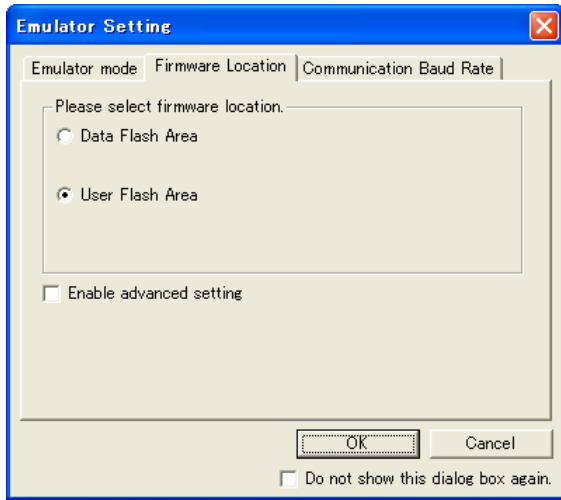 Emulator Setting
Emulator mode
Firmware Location
Communication Baud Rate
Please select firmware location.
Data Flash Area
User Flash Area
Enable advanced setting
OK
Cancel
Do not show this dialog box again.